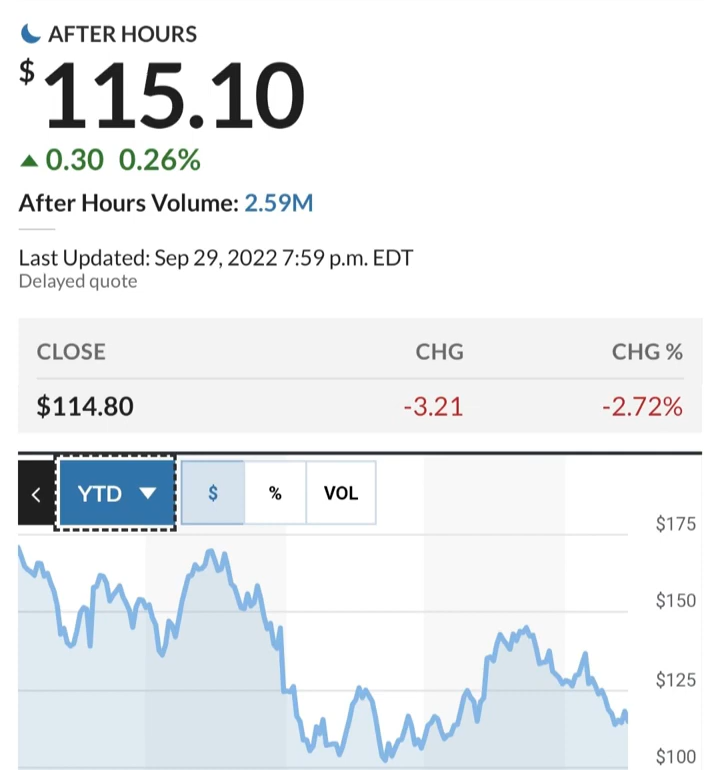 AFTER HOURS
$115.10
▲ 0.30 0.26%
After Hours Volume: 2.59M
Last Updated: Sep 29, 2022 7:59 p.m. EDT
Delayed quote
CLOSE CHG CHG %
$114.80 -3.21 -2.72%
< YTD ▼ $ % VOL
$175
$150
$125
$100